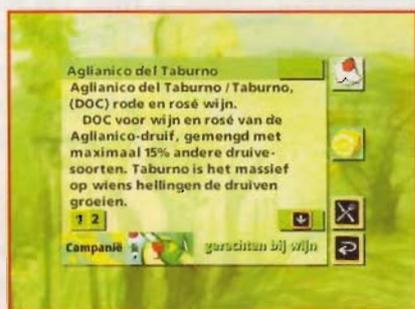 Aglianico del Taburno
Aglianico del Taburno / Taburno,
(DOC) rode en rosé wijn.
DOC voor wijn en rosé van de
Aglianico-druif, gemengd met
maximaal 15% andere druive-
soorten. Taburno is het massief
op wiens hellingen de druiven
groeien.
1 2
Campanië gerechten bij wijn